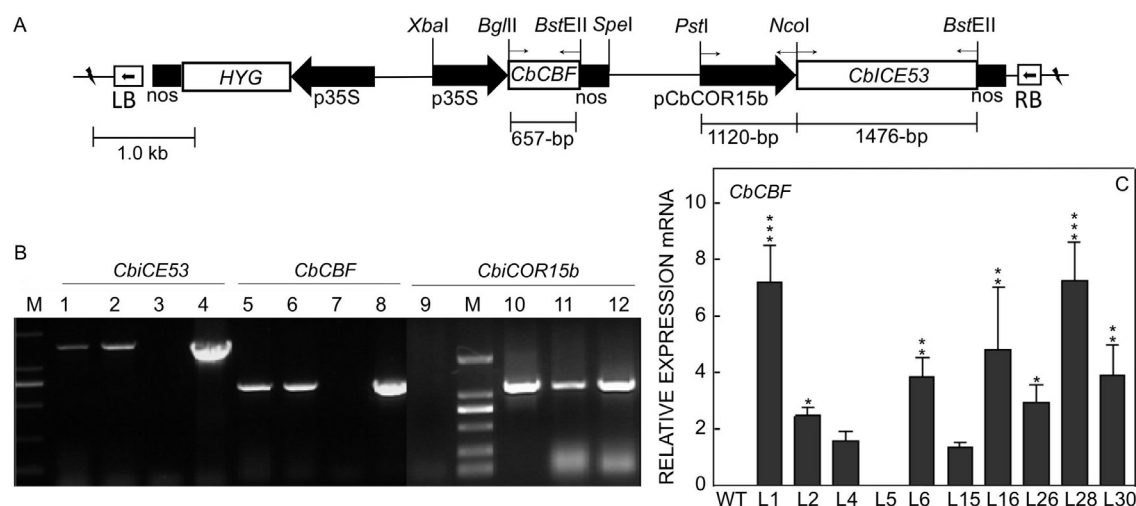 A
XbaI BglII BstEII SpeI PstI NcoI BstEII
HYG CbCBF CbICE53
LB nos p35S p35S nos pCbCOR15b nos RB
657-bp 1120-bp 1476-bp
1.0 kb
B
CbiCE53 CbCBF CbiCOR15b
M 1 2 3 4 5 6 7 8 9 M 10 11 12
C
CbCBF
RELATIVE EXPRESSION mRNA
10
8
6
4
2
0
*** * ** ** * *** **
WT L1 L2 L4 L5 L6 L15 L16 L26 L28 L30